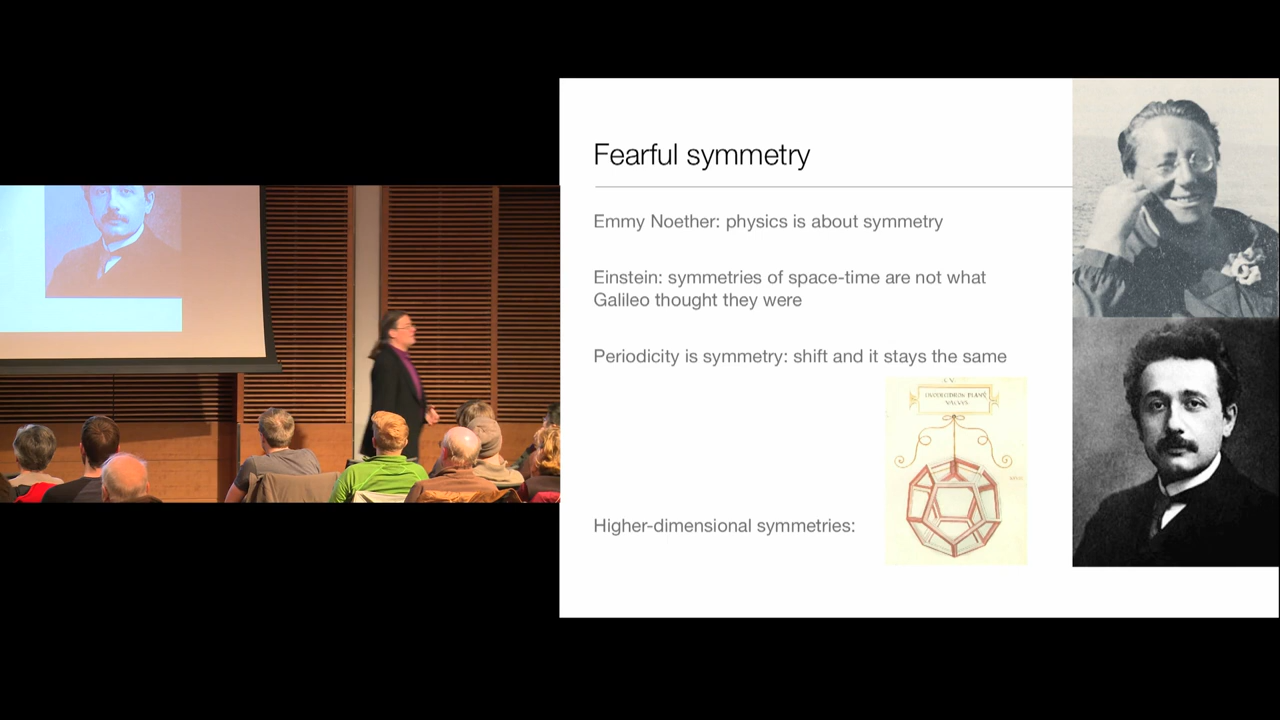 Fearful symmetry
Emmy Noether: physics is about symmetry
Einstein: symmetries of space-time are not what
Galileo thought they were
Periodicity is symmetry: shift and it stays the same
Higher-dimensional symmetries: